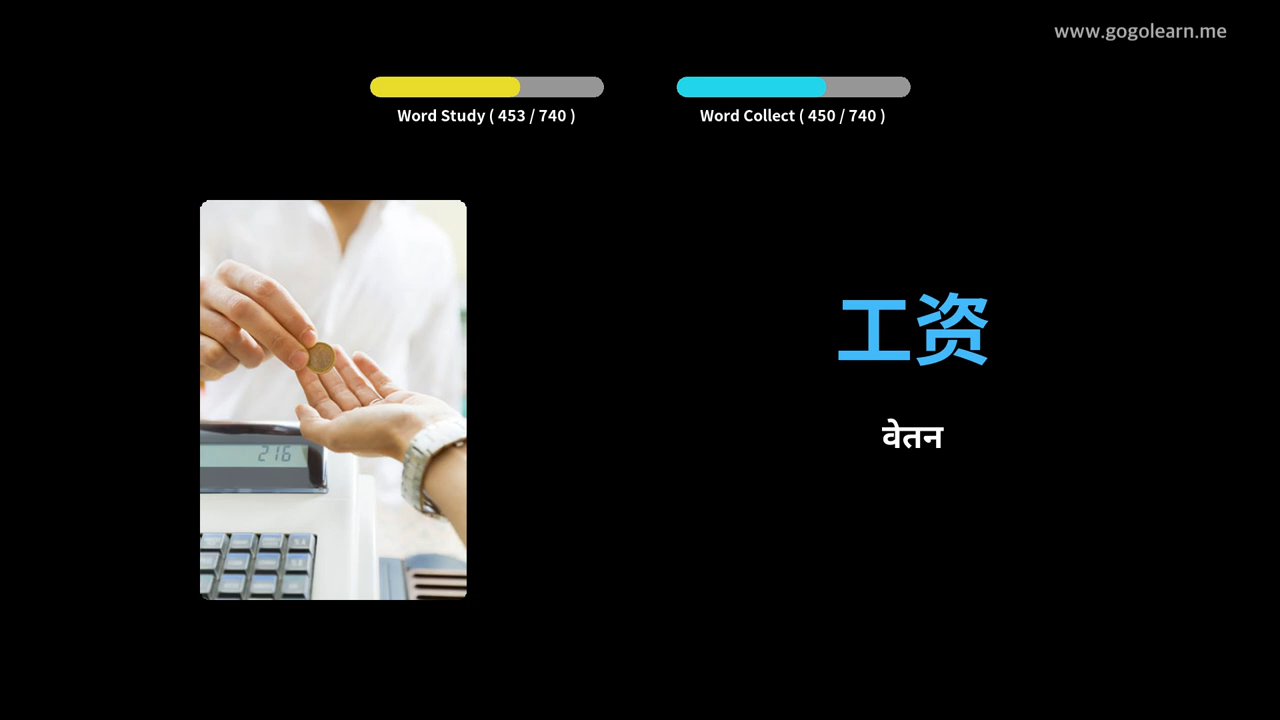 www.gogolearn.me
Word Study ( 453 / 740 )
Word Collect ( 450 / 740 )
工资
वेतन
216